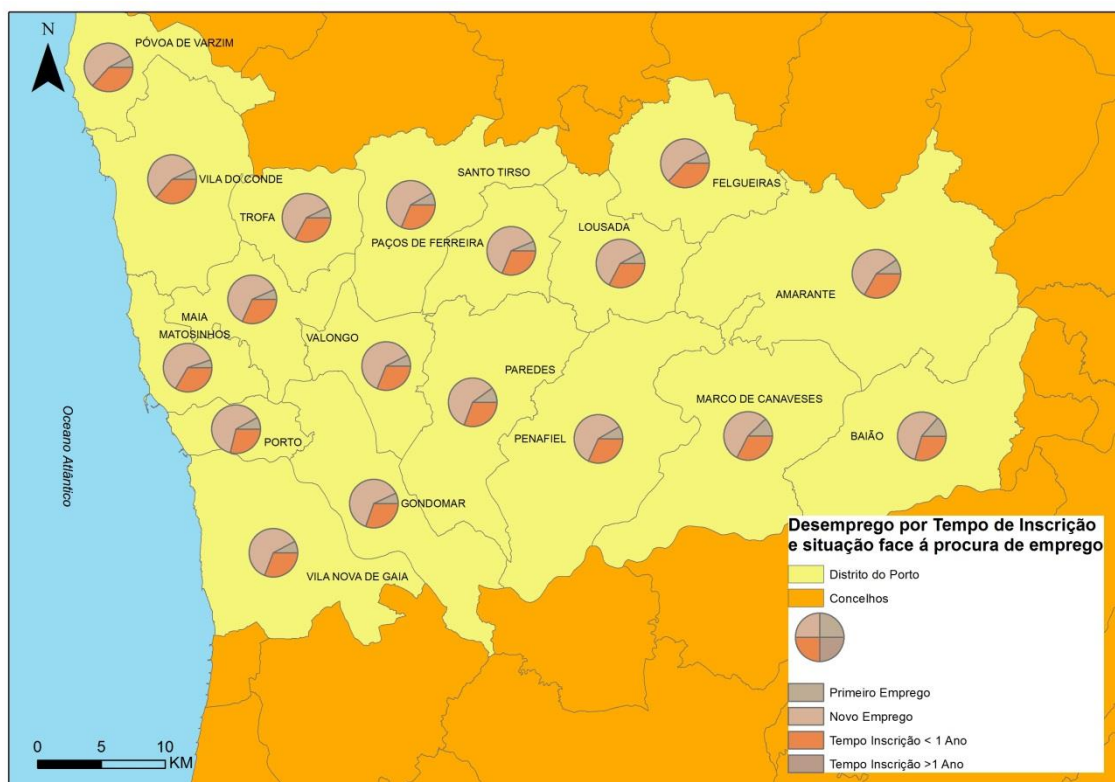 N
PÓVOA DE VARZIM
SANTO TIRSO
VILA DO CONDE
FELGUEIRAS
TROFA
LOUSADA
PAÇOS DE FERREIRA
AMARANTE
MAIA
MATOSINHOS
VALONGO
PAREDES
MARCO DE CANAVESES
Oceano Atlântico
PORTO
PENAFIEL
BAIÃO
GONDOMAR
VILA NOVA DE GAIA
Desemprego por Tempo de Inscrição
e situação face á procura de emprego
Distrito do Porto
Concelhos
Primeiro Emprego
Novo Emprego
Tempo Inscrição < 1 Ano
Tempo Inscrição >1 Ano
0 5 10
KM